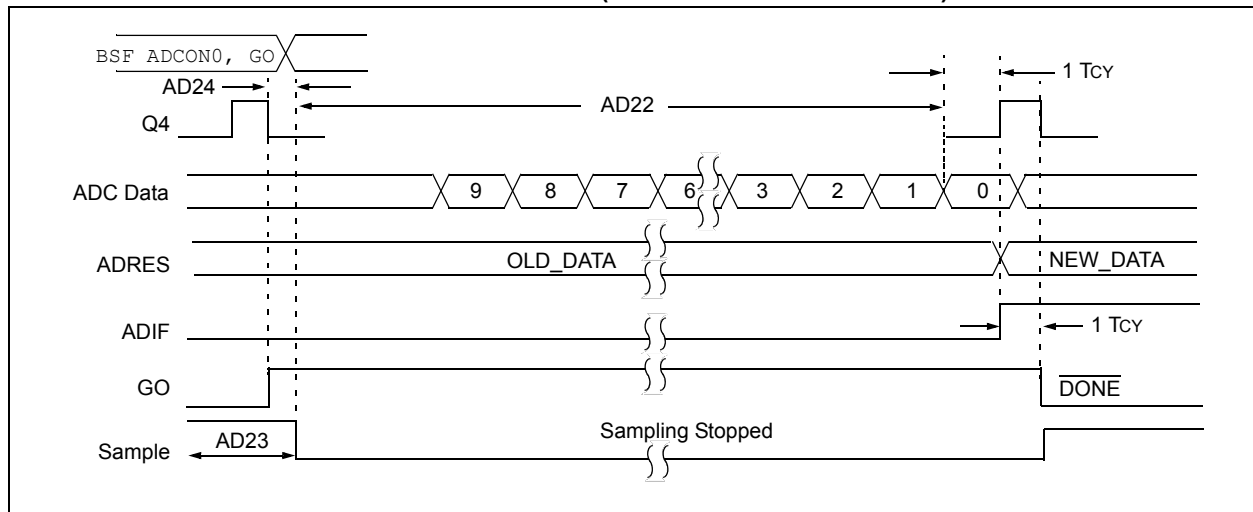 BSF ADCON0, GO
1 TCY
AD24
AD22
Q4
ADC Data
9 8 7 6 3 2 1 0
ADRES
OLD_DATA
NEW_DATA
ADIF
1 TCY
GO
DONE
AD23
Sampling Stopped
Sample